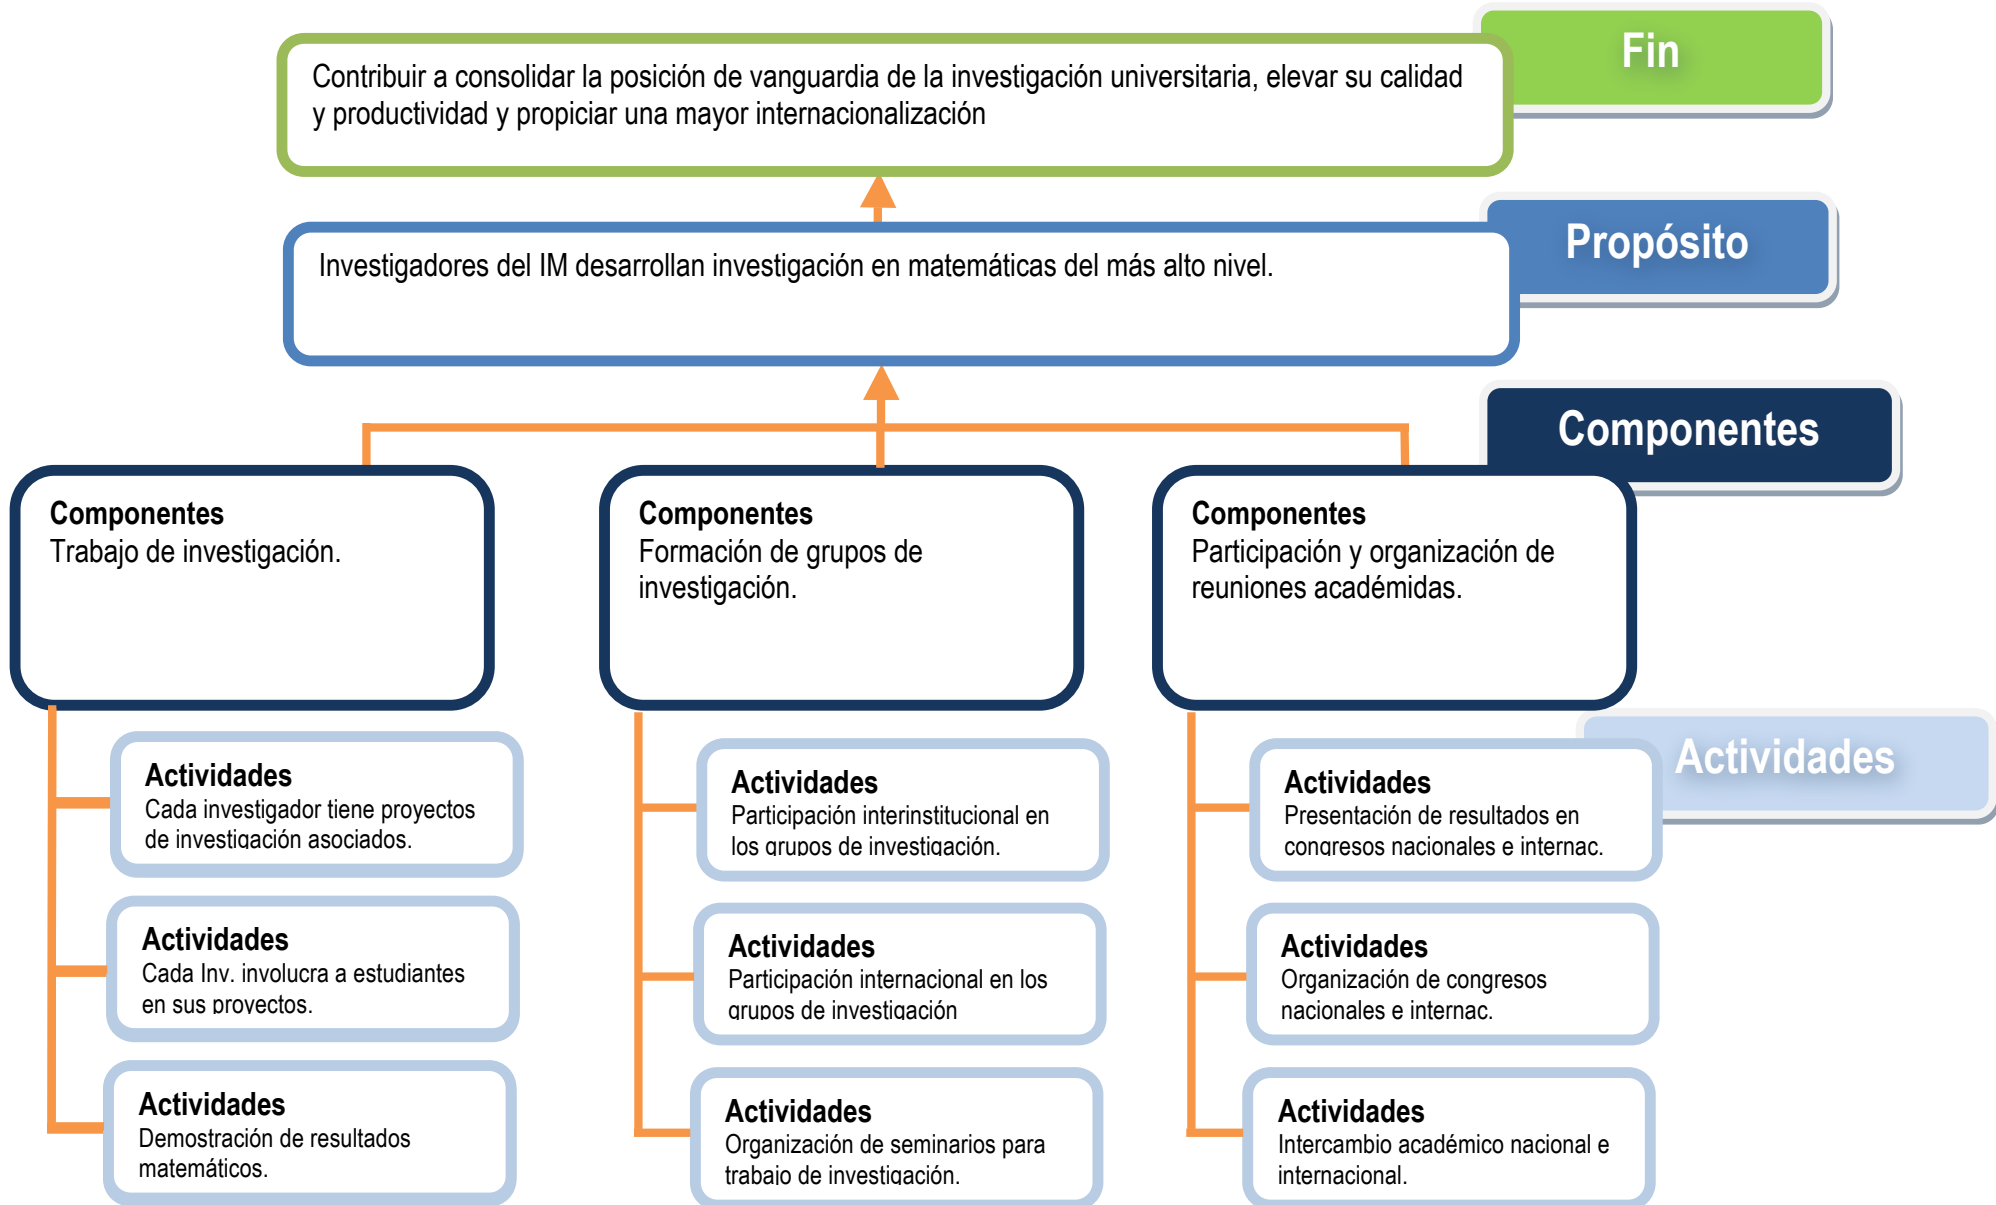 Fin
Contribuir a consolidar la posición de vanguardia de la investigación universitaria, elevar su calidad
y productividad y propiciar una mayor internacionalización
Propósito
Investigadores del IM desarrollan investigación en matemáticas del más alto nivel.
Componentes
Componentes
Trabajo de investigación.
Componentes
Formación de grupos de
investigación.
Componentes
Participación y organización de
reuniones académidas.
Actividades
Actividades
Cada investigador tiene proyectos
de investigación asociados.
Actividades
Cada Inv. involucra a estudiantes
en sus proyectos.
Actividades
Demostración de resultados
matemáticos.
Actividades
Participación interinstitucional en
los grupos de investigación.
Actividades
Participación internacional en los
grupos de investigación
Actividades
Organización de seminarios para
trabajo de investigación.
Actividades
Presentación de resultados en
congresos nacionales e internac.
Actividades
Organización de congresos
nacionales e internac.
Actividades
Intercambio académico nacional e
internacional.